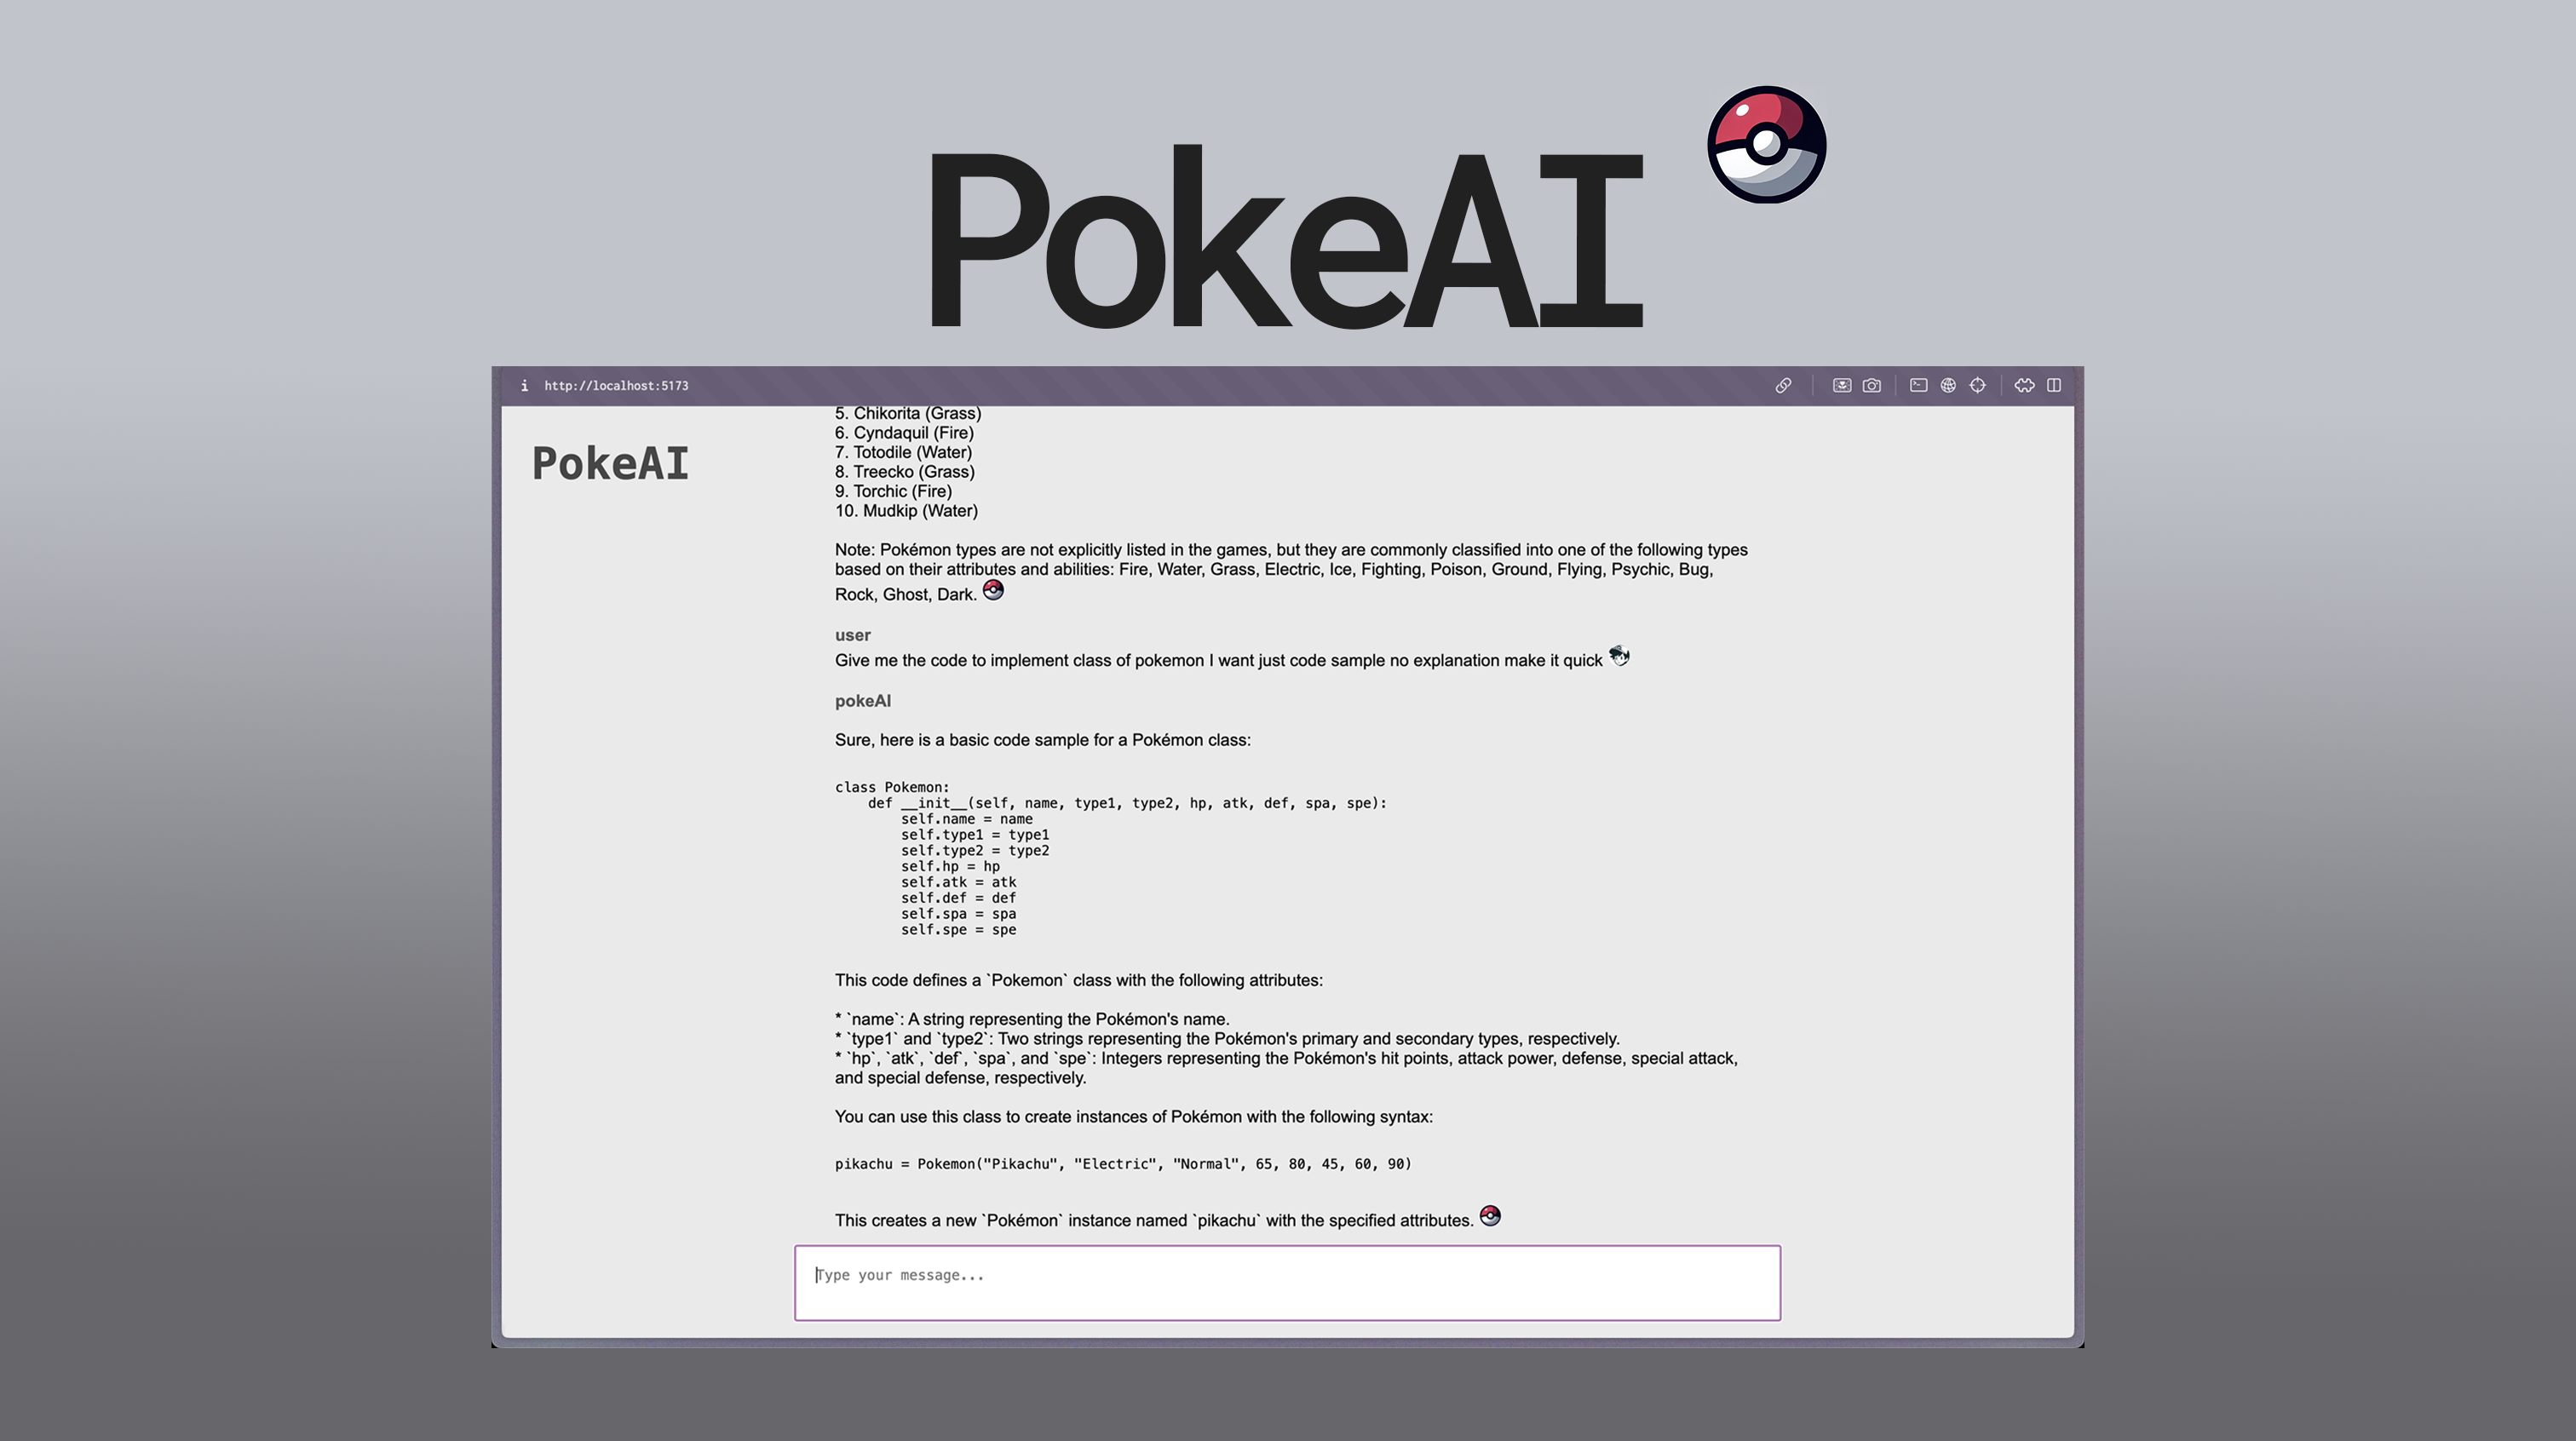 PokeAI
i http://localhost:5173
PokeAI
5. Chikorita (Grass)
6. Cyndaquil (Fire)
7. Totodile (Water)
8. Treecko (Grass)
9. Torchic (Fire)
10. Mudkip (Water)
Note: Pokémon types are not explicitly listed in the games, but they are commonly classified into one of the following types
based on their attributes and abilities: Fire, Water, Grass, Electric, Ice, Fighting, Poison, Ground, Flying, Psychic, Bug,
Rock, Ghost, Dark.
user
Give me the code to implement class of pokemon I want just code sample no explanation make it quick
pokeAI
Sure, here is a basic code sample for a Pokémon class:
class Pokemon:
    def __init__(self, name, type1, type2, hp, atk, def, spa, spe):
        self.name = name
        self.type1 = type1
        self.type2 = type2
        self.hp = hp
        self.atk = atk
        self.def = def
        self.spa = spa
        self.spe = spe
This code defines a `Pokemon` class with the following attributes:
* `name`: A string representing the Pokémon's name.
* `type1` and `type2`: Two strings representing the Pokémon's primary and secondary types, respectively.
* `hp`, `atk`, `def`, `spa`, and `spe`: Integers representing the Pokémon's hit points, attack power, defense, special attack,
and special defense, respectively.
You can use this class to create instances of Pokémon with the following syntax:
pikachu = Pokemon("Pikachu", "Electric", "Normal", 65, 80, 45, 60, 90)
This creates a new `Pokémon` instance named `pikachu` with the specified attributes.
Type your message...